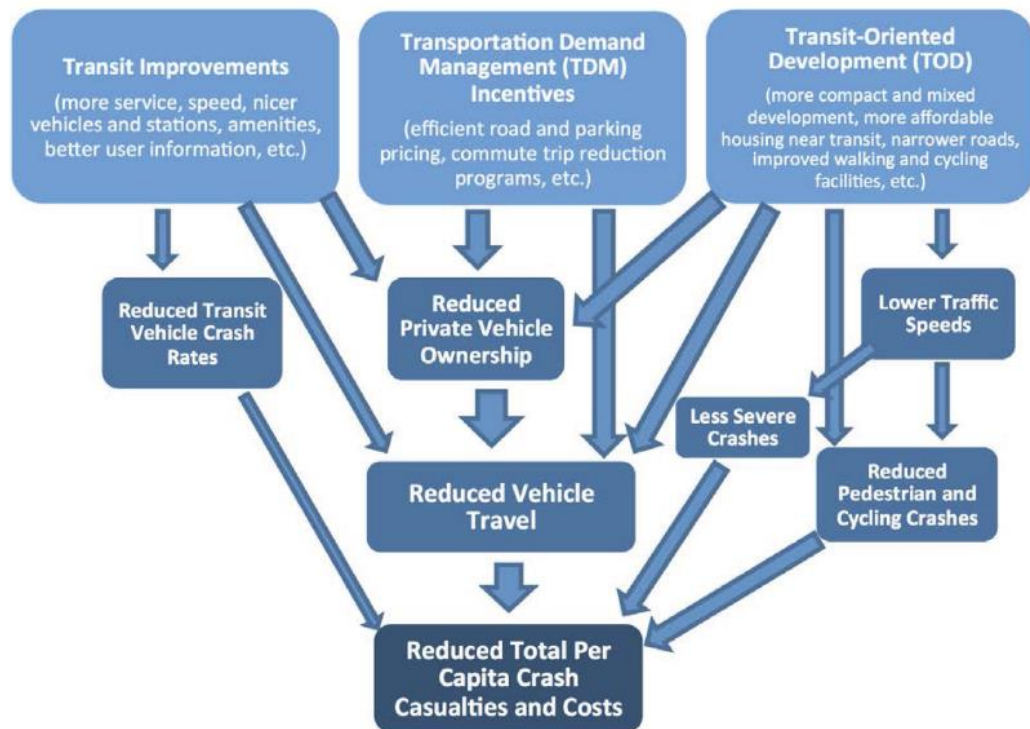 Transit Improvements
(more service, speed, nicer
vehicles and stations, amenities,
better user information, etc.)
Transportation Demand
Management (TDM)
Incentives
(efficient road and parking
pricing, commute trip reduction
programs, etc.)
Transit-Oriented
Development (TOD)
(more compact and mixed
development, more affordable
housing near transit, narrower roads,
improved walking and cycling
facilities, etc.)
Reduced Transit
Vehicle Crash
Rates
Reduced
Private Vehicle
Ownership
Lower Traffic
Speeds
Less Severe
Crashes
Reduced Vehicle
Travel
Reduced
Pedestrian and
Cycling Crashes
Reduced Total Per
Capita Crash
Casualties and Costs